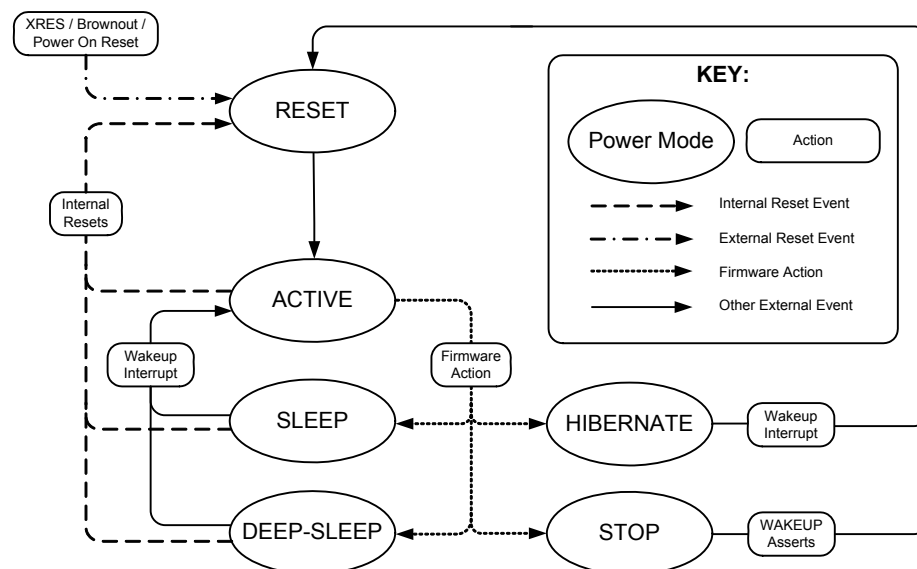 XRES / Brownout /
Power On Reset
RESET
KEY:
Power Mode
Action
Internal Reset Event
External Reset Event
Firmware Action
Other External Event
Internal
Resets
ACTIVE
Wakeup
Interrupt
Firmware
Action
SLEEP
HIBERNATE
Wakeup
Interrupt
DEEP-SLEEP
STOP
WAKEUP
Asserts